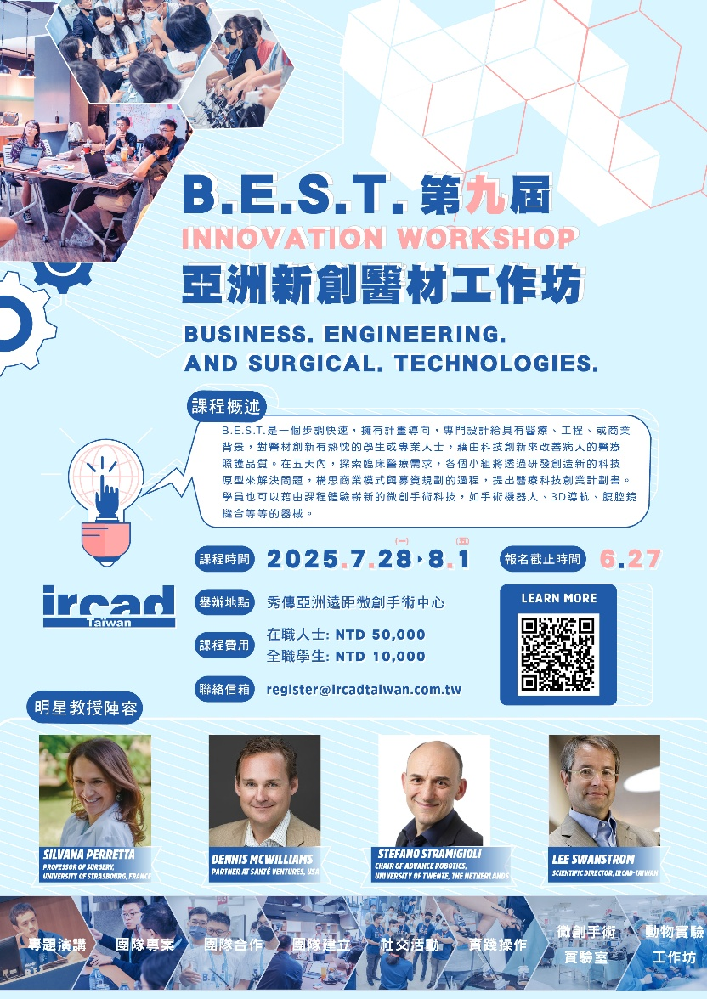 B.E.S.T. 第九屆
INNOVATION WORKSHOP
亞洲新創醫材工作坊
BUSINESS. ENGINEERING.
AND SURGICAL. TECHNOLOGIES.
課程概述
B.E.S.T.是一個步調快速，擁有計畫導向，專門設計給具有醫療、工程、或商業
背景，對醫材創新有熱忱的學生或專業人士，藉由科技創新來改善病人的醫療
照護品質。在五天內，探索臨床醫療需求，各個小組將透過研發創造新的科技
原型來解決問題，構思商業模式與募資規劃的過程，提出醫療科技創業計劃書。
學員也可以藉由課程體驗嶄新的微創手術科技，如手術機器人、3D導航、腹腔鏡
縫合等等的器械。
課程時間
(一) (五)
2025.7.28▸8.1
報名截止時間 6.27
ircad
Taïwan
舉辦地點 秀傳亞洲遠距微創手術中心
課程費用
在職人士: NTD 50,000
全職學生: NTD 10,000
聯絡信箱 register@ircadtaiwan.com.tw
LEARN MORE
明星教授陣容
SILVANA PERRETTA
PROFESSOR OF SURGERY,
UNIVERSITY OF STRASBOURG, FRANCE
DENNIS MCWILLIAMS
PARTNER AT SANTÉ VENTURES, USA
STEFANO STRAMIGIOLI
CHAIR OF ADVANCE ROBOTICS,
UNIVERSITY OF TWENTE, THE NETHERLANDS
LEE SWANSTROM
SCIENTIFIC DIRECTOR, IRCAD-TAIWAN
專題演講
團隊專案
團隊合作
團隊建立
社交活動
實踐操作
微創手術
實驗室
動物實驗
工作坊